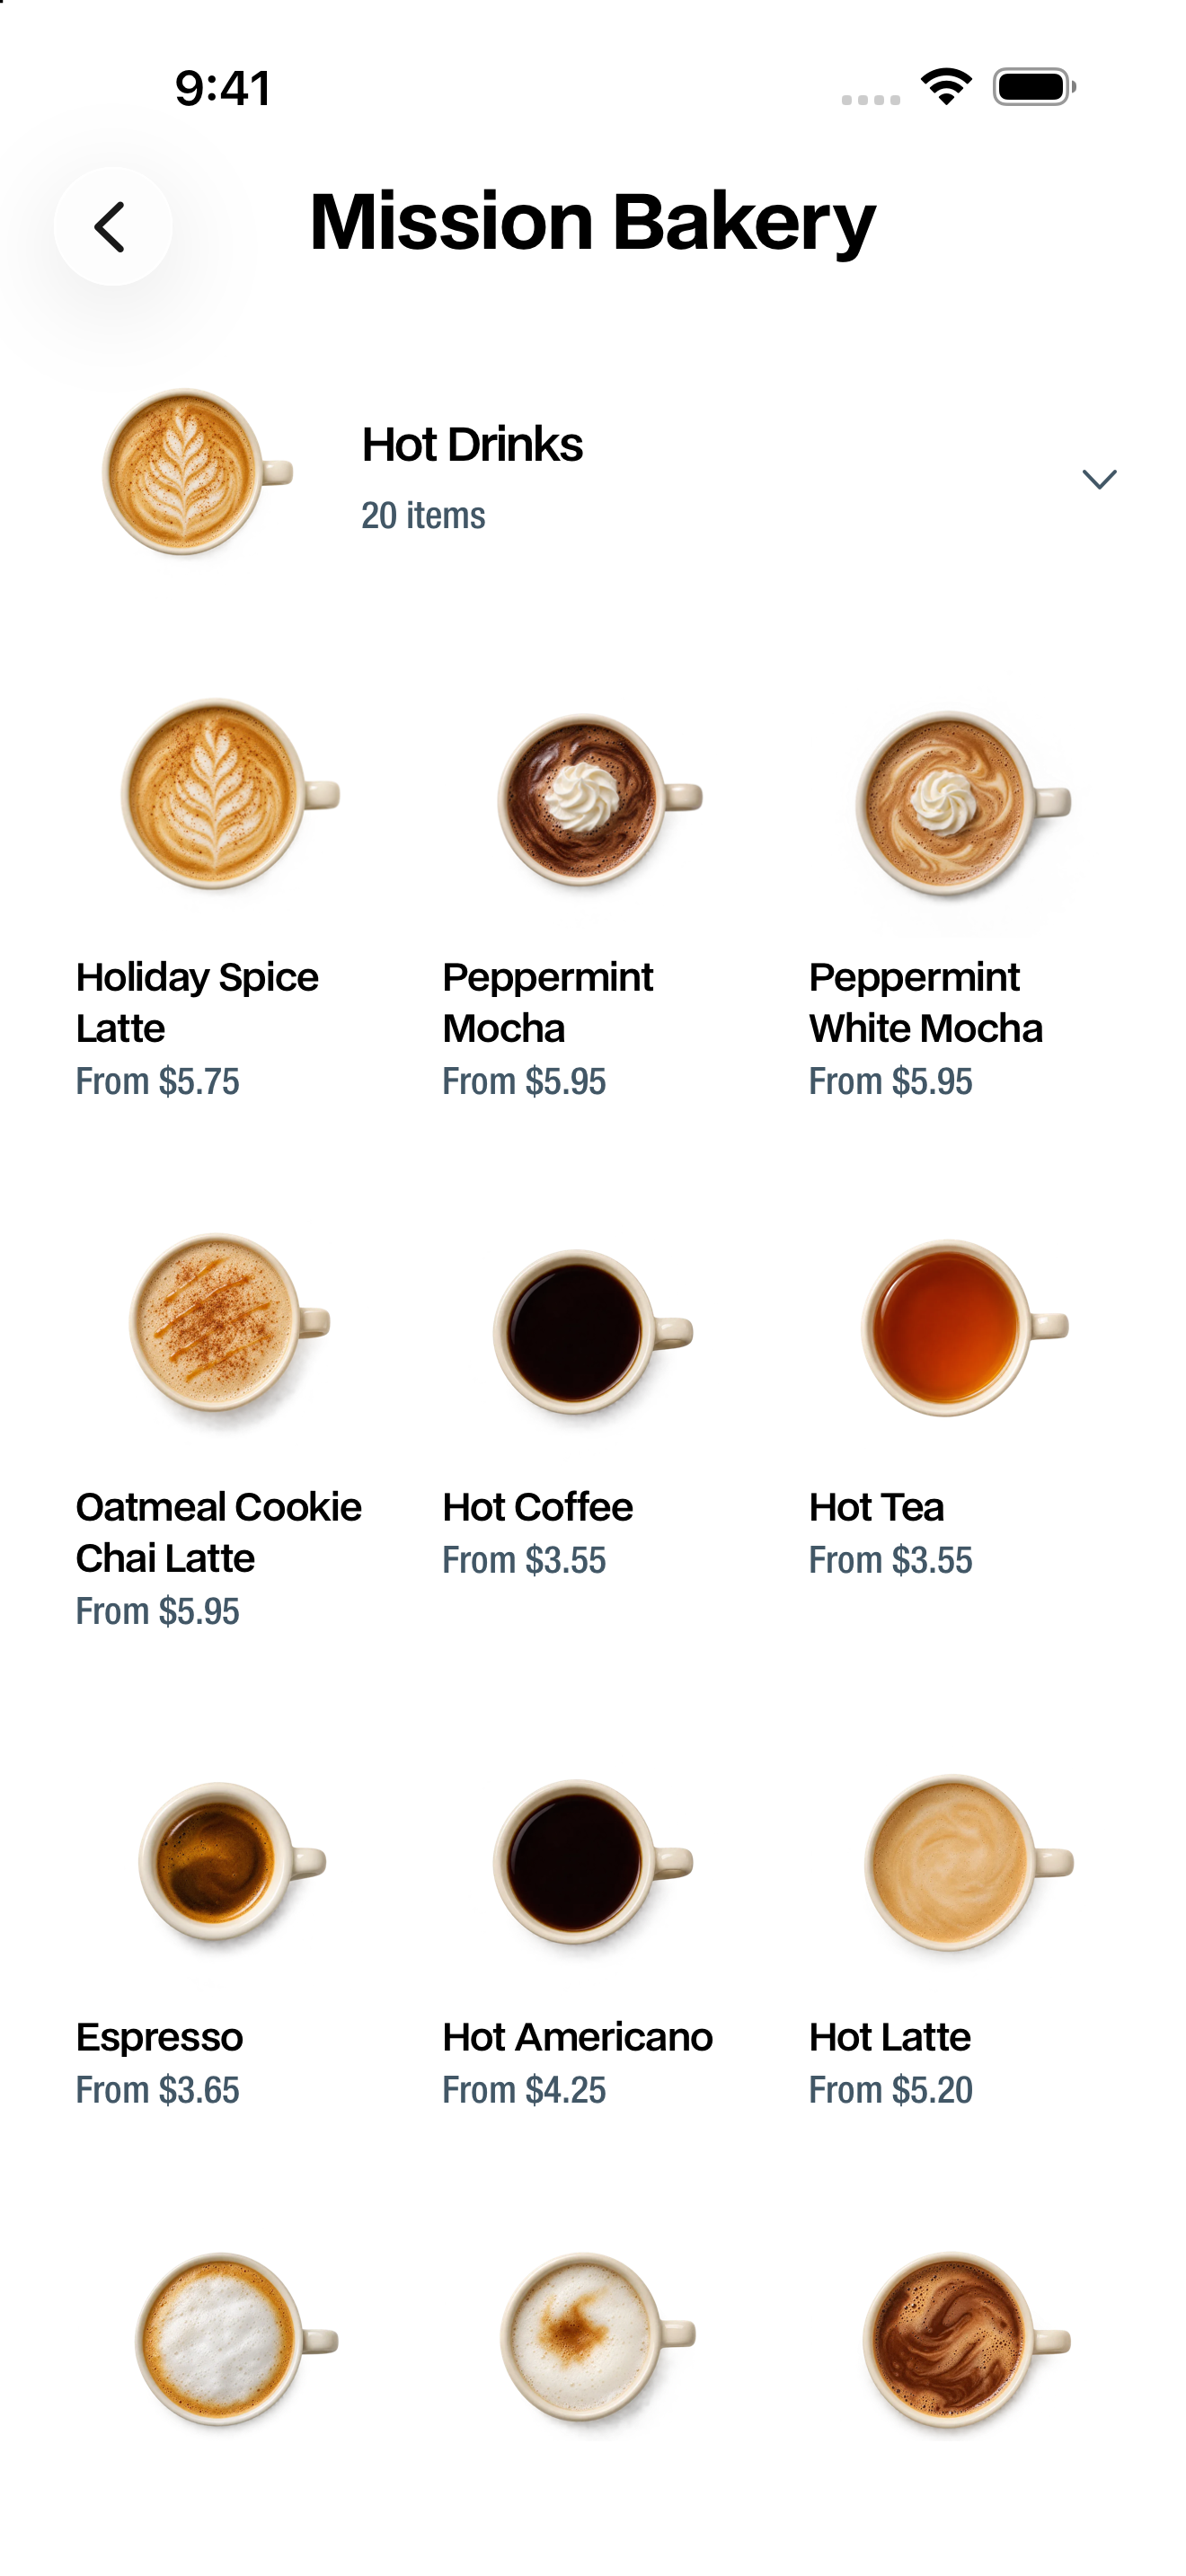 9:41
Mission Bakery
Hot Drinks
20 items
Holiday Spice
Latte
From $5.75
Peppermint
Mocha
From $5.95
Peppermint
White Mocha
From $5.95
Oatmeal Cookie
Chai Latte
From $5.95
Hot Coffee
From $3.55
Hot Tea
From $3.55
Espresso
From $3.65
Hot Americano
From $4.25
Hot Latte
From $5.20